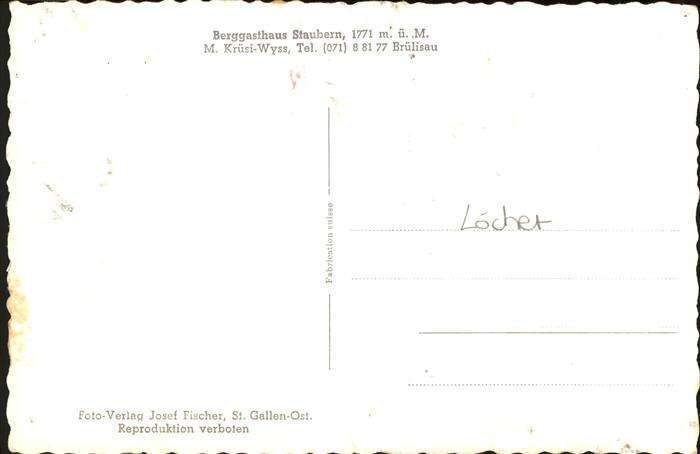 Berggasthaus Staubern, 1771 m. ü. M.
M. Krüsi-Wyss, Tel. (071) 8 81 77 Brülisau
Fabrication suisse
Löcher
Foto-Verlag Josef Fischer, St. Gallen-Ost.
Reproduktion verboten